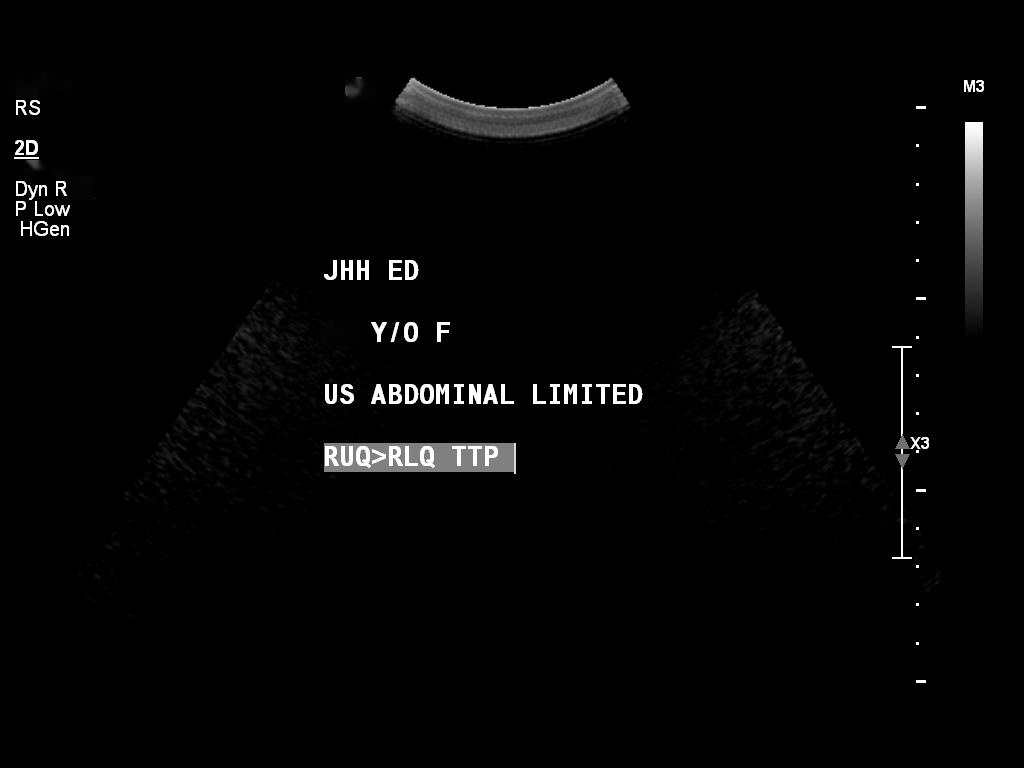 M3
RS
2D
Dyn R
P Low
HGen
JHH ED
Y/O F
US ABDOMINAL LIMITED
X3
RUQ>RLQ TTP